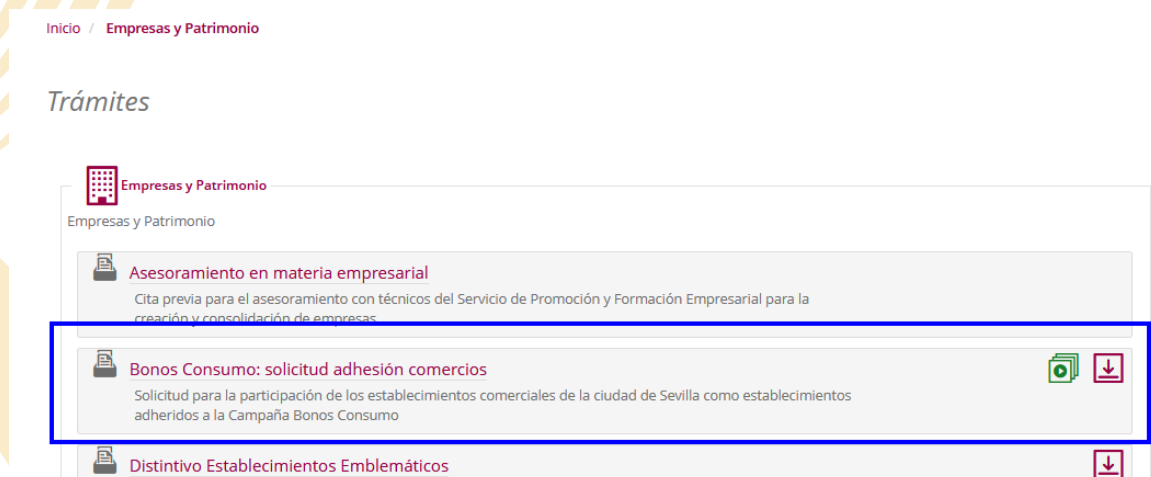 Inicio / Empresas y Patrimonio
Trámites
Empresas y Patrimonio
Empresas y Patrimonio
Asesoramiento en materia empresarial
Cita previa para el asesoramiento con técnicos del Servicio de Promoción y Formación Empresarial para la
creación y consolidación de empresas
Bonos Consumo: solicitud adhesión comercios
Solicitud para la participación de los establecimientos comerciales de la ciudad de Sevilla como establecimientos
adheridos a la Campaña Bonos Consumo
Distintivo Establecimientos Emblemáticos